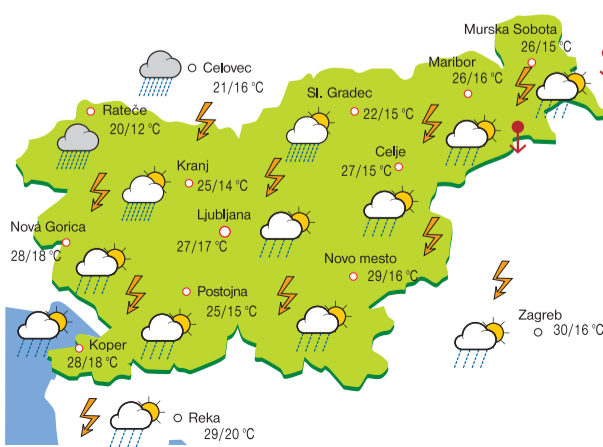 Murska Sobota
26/15 °C
Maribor
26/16 °C
Celovec
21/16 °C
Sl. Gradec
22/15 °C
Rateče
20/12 °C
Celje
27/15 °C
Kranj
25/14 °C
Ljubljana
27/17 °C
Nova Gorica
28/18 °C
Novo mesto
29/16 °C
Postojna
25/15 °C
Zagreb
30/16 °C
Koper
28/18 °C
Reka
29/20 °C